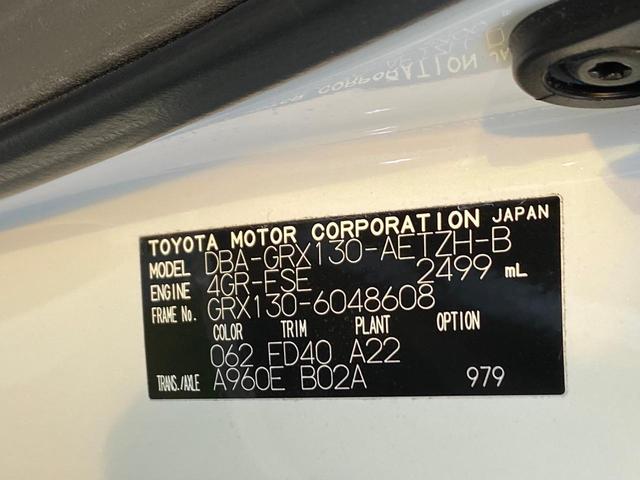 TOYOTA MOTOR CORPORATION JAPAN
MODEL DBA-GRX130-AETZH-B
ENGINE 4GR-FSE 2499 mL
FRAME No. GRX130-6048608
COLOR TRIM PLANT OPTION
062 FD40 A22
TRANS./AXLE A960E B02A 979